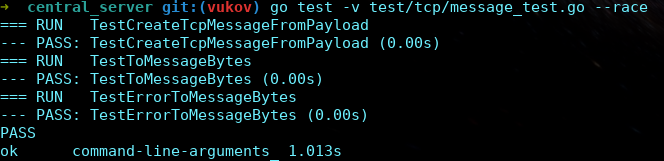 ➜ central_server git:(vukov) go test -v test/tcp/message_test.go --race
=== RUN   TestCreateTcpMessageFromPayload
--- PASS: TestCreateTcpMessageFromPayload (0.00s)
=== RUN   TestToMessageBytes
--- PASS: TestToMessageBytes (0.00s)
=== RUN   TestErrorToMessageBytes
--- PASS: TestErrorToMessageBytes (0.00s)
PASS
ok      command-line-arguments_ 1.013s